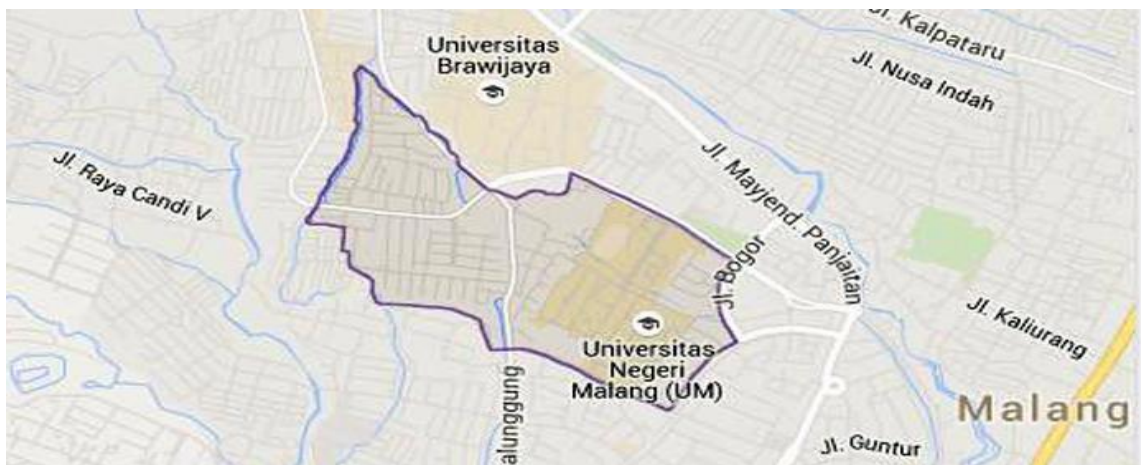 Jl. Kalpataru
Universitas
Brawijaya
Jl. Nusa Indah
Jl. Raya Candi V
Jl. Mayjend. Panjaitan
Jl. Bogor
Jl. Kaliurang
Universitas
Negeri
Malang (UM)
Malang
alunggung
Jl. Guntur